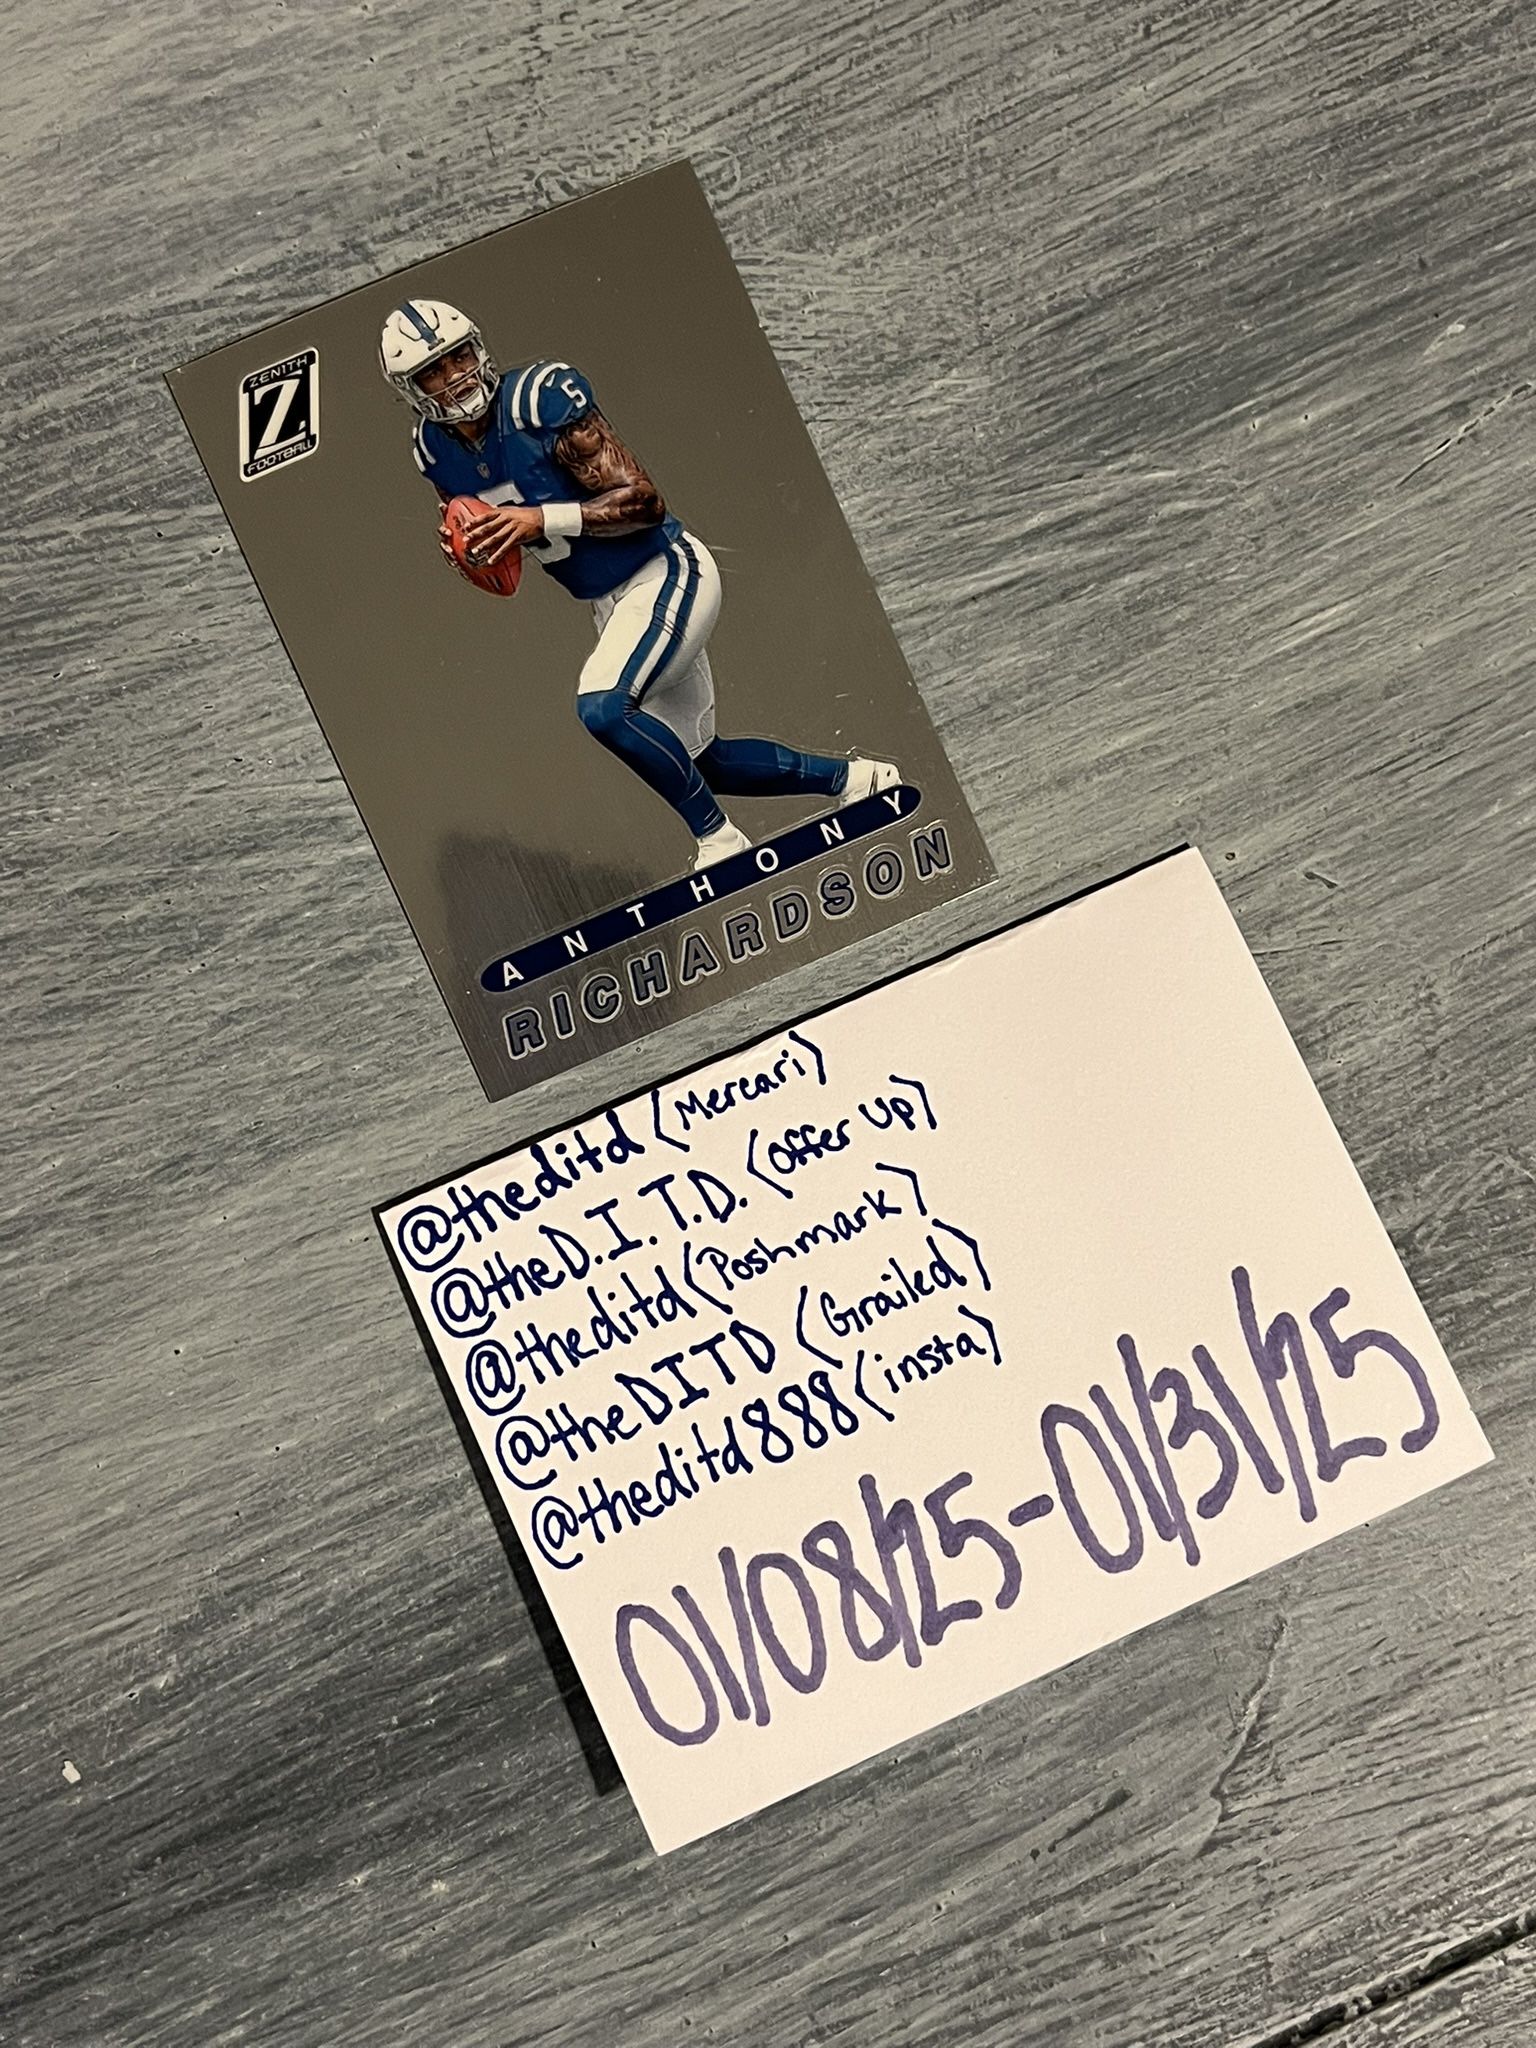 ZENITH
Z
FOOTBALL
5
5
ANTHONY
RICHARDSON
@theditd (Mercari)
@theD.I.T.D. (Offer Up)
@theditd (Poshmark)
@theDITD (Grailed)
@theditd888 (insta)
01/08/25-01/31/25